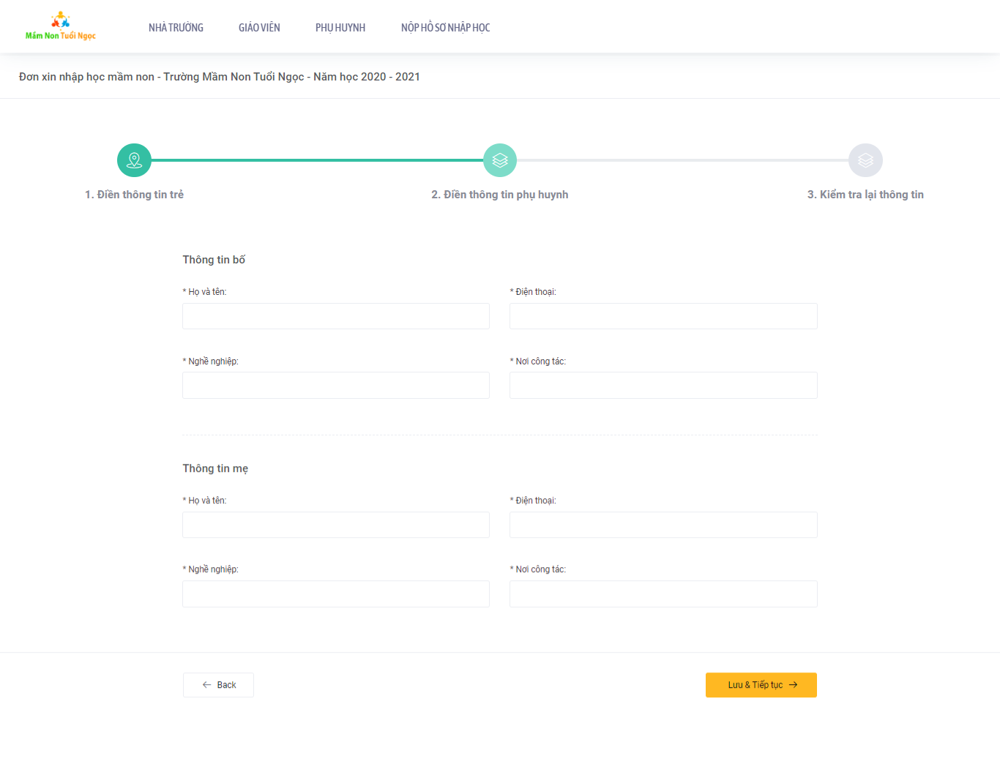 Mầm Non Tuổi Ngọc
NHÀ TRƯỜNG GIÁO VIÊN PHỤ HUYNH NỘP HỒ SƠ NHẬP HỌC
Đơn xin nhập học mầm non - Trường Mầm Non Tuổi Ngọc - Năm học 2020 - 2021
1. Điền thông tin trẻ 2. Điền thông tin phụ huynh 3. Kiểm tra lại thông tin
Thông tin bố
* Họ và tên: * Điện thoại:
* Nghề nghiệp: * Nơi công tác:
Thông tin mẹ
* Họ và tên: * Điện thoại:
* Nghề nghiệp: * Nơi công tác:
← Back Lưu & Tiếp tục →